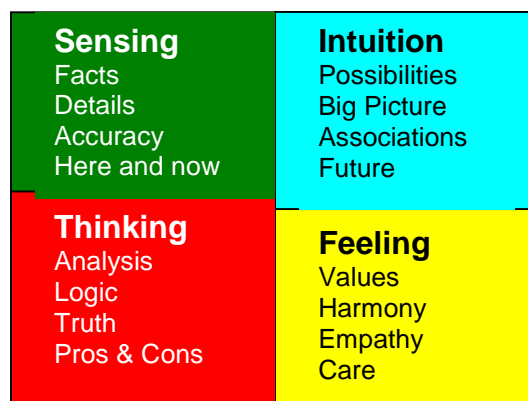 Sensing
Facts
Details
Accuracy
Here and now
Intuition
Possibilities
Big Picture
Associations
Future
Thinking
Analysis
Logic
Truth
Pros & Cons
Feeling
Values
Harmony
Empathy
Care